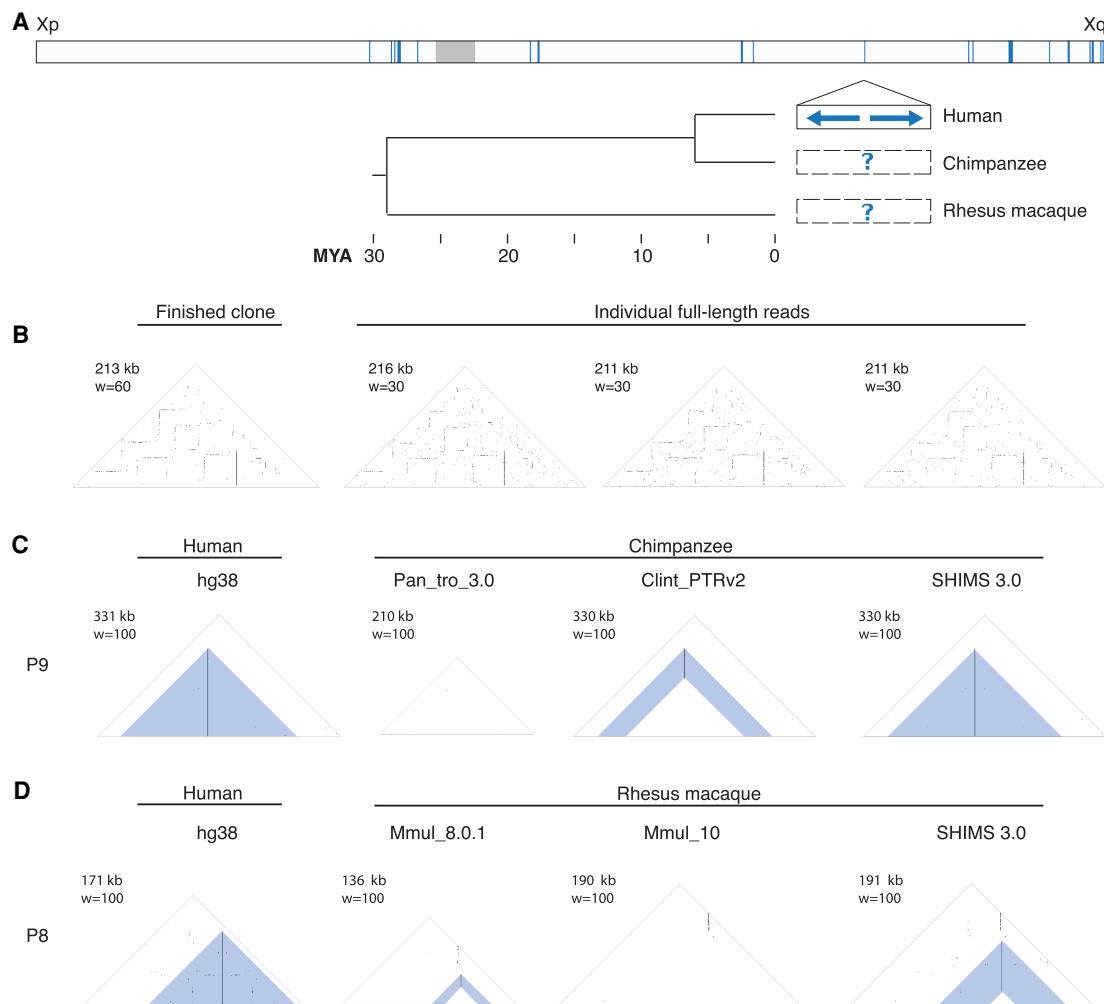 A Xp Xq
Human
? Chimpanzee
? Rhesus macaque
MYA 30 20 10 0
B Finished clone Individual full-length reads
213 kb 216 kb 211 kb 211 kb
w=60 w=30 w=30 w=30
C Human Chimpanzee
hg38 Pan_tro_3.0 Clint_PTRv2 SHIMS 3.0
331 kb 210 kb 330 kb 330 kb
w=100 w=100 w=100 w=100
P9
D Human Rhesus macaque
hg38 Mmul_8.0.1 Mmul_10 SHIMS 3.0
171 kb 136 kb 190 kb 191 kb
w=100 w=100 w=100 w=100
P8